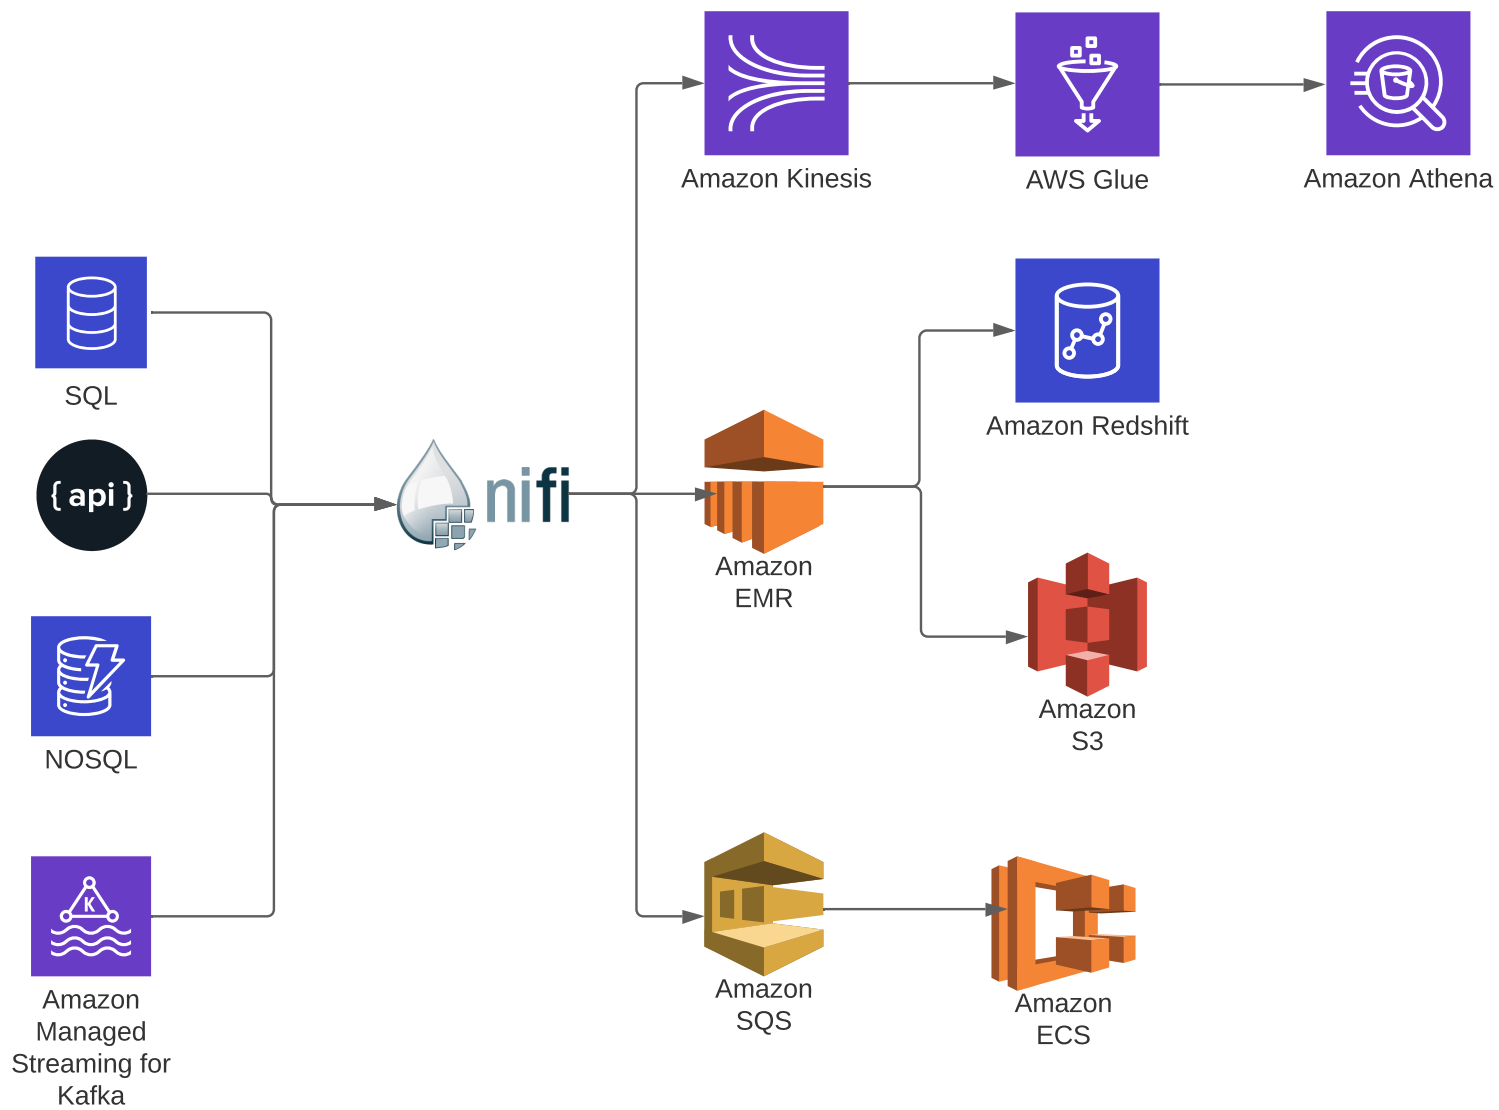 Amazon Kinesis
AWS Glue
Amazon Athena
SQL
Amazon Redshift
{ api }
nifi
Amazon
EMR
Amazon
S3
NOSQL
K
Amazon
SQS
Amazon
ECS
Amazon
Managed
Streaming for
Kafka